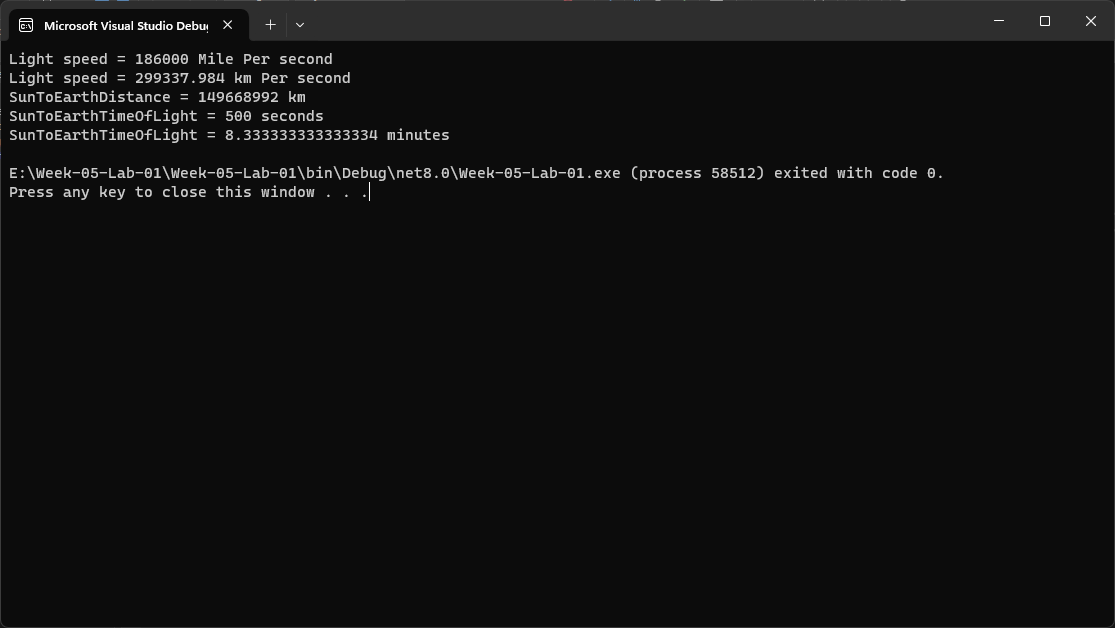 Microsoft Visual Studio Debug
Light speed = 186000 Mile Per second
Light speed = 299337.984 km Per second
SunToEarthDistance = 149668992 km
SunToEarthTimeOfLight = 500 seconds
SunToEarthTimeOfLight = 8.333333333333334 minutes
E:\Week-05-Lab-01\Week-05-Lab-01\bin\Debug\net8.0\Week-05-Lab-01.exe (process 58512) exited with code 0.
Press any key to close this window . . .